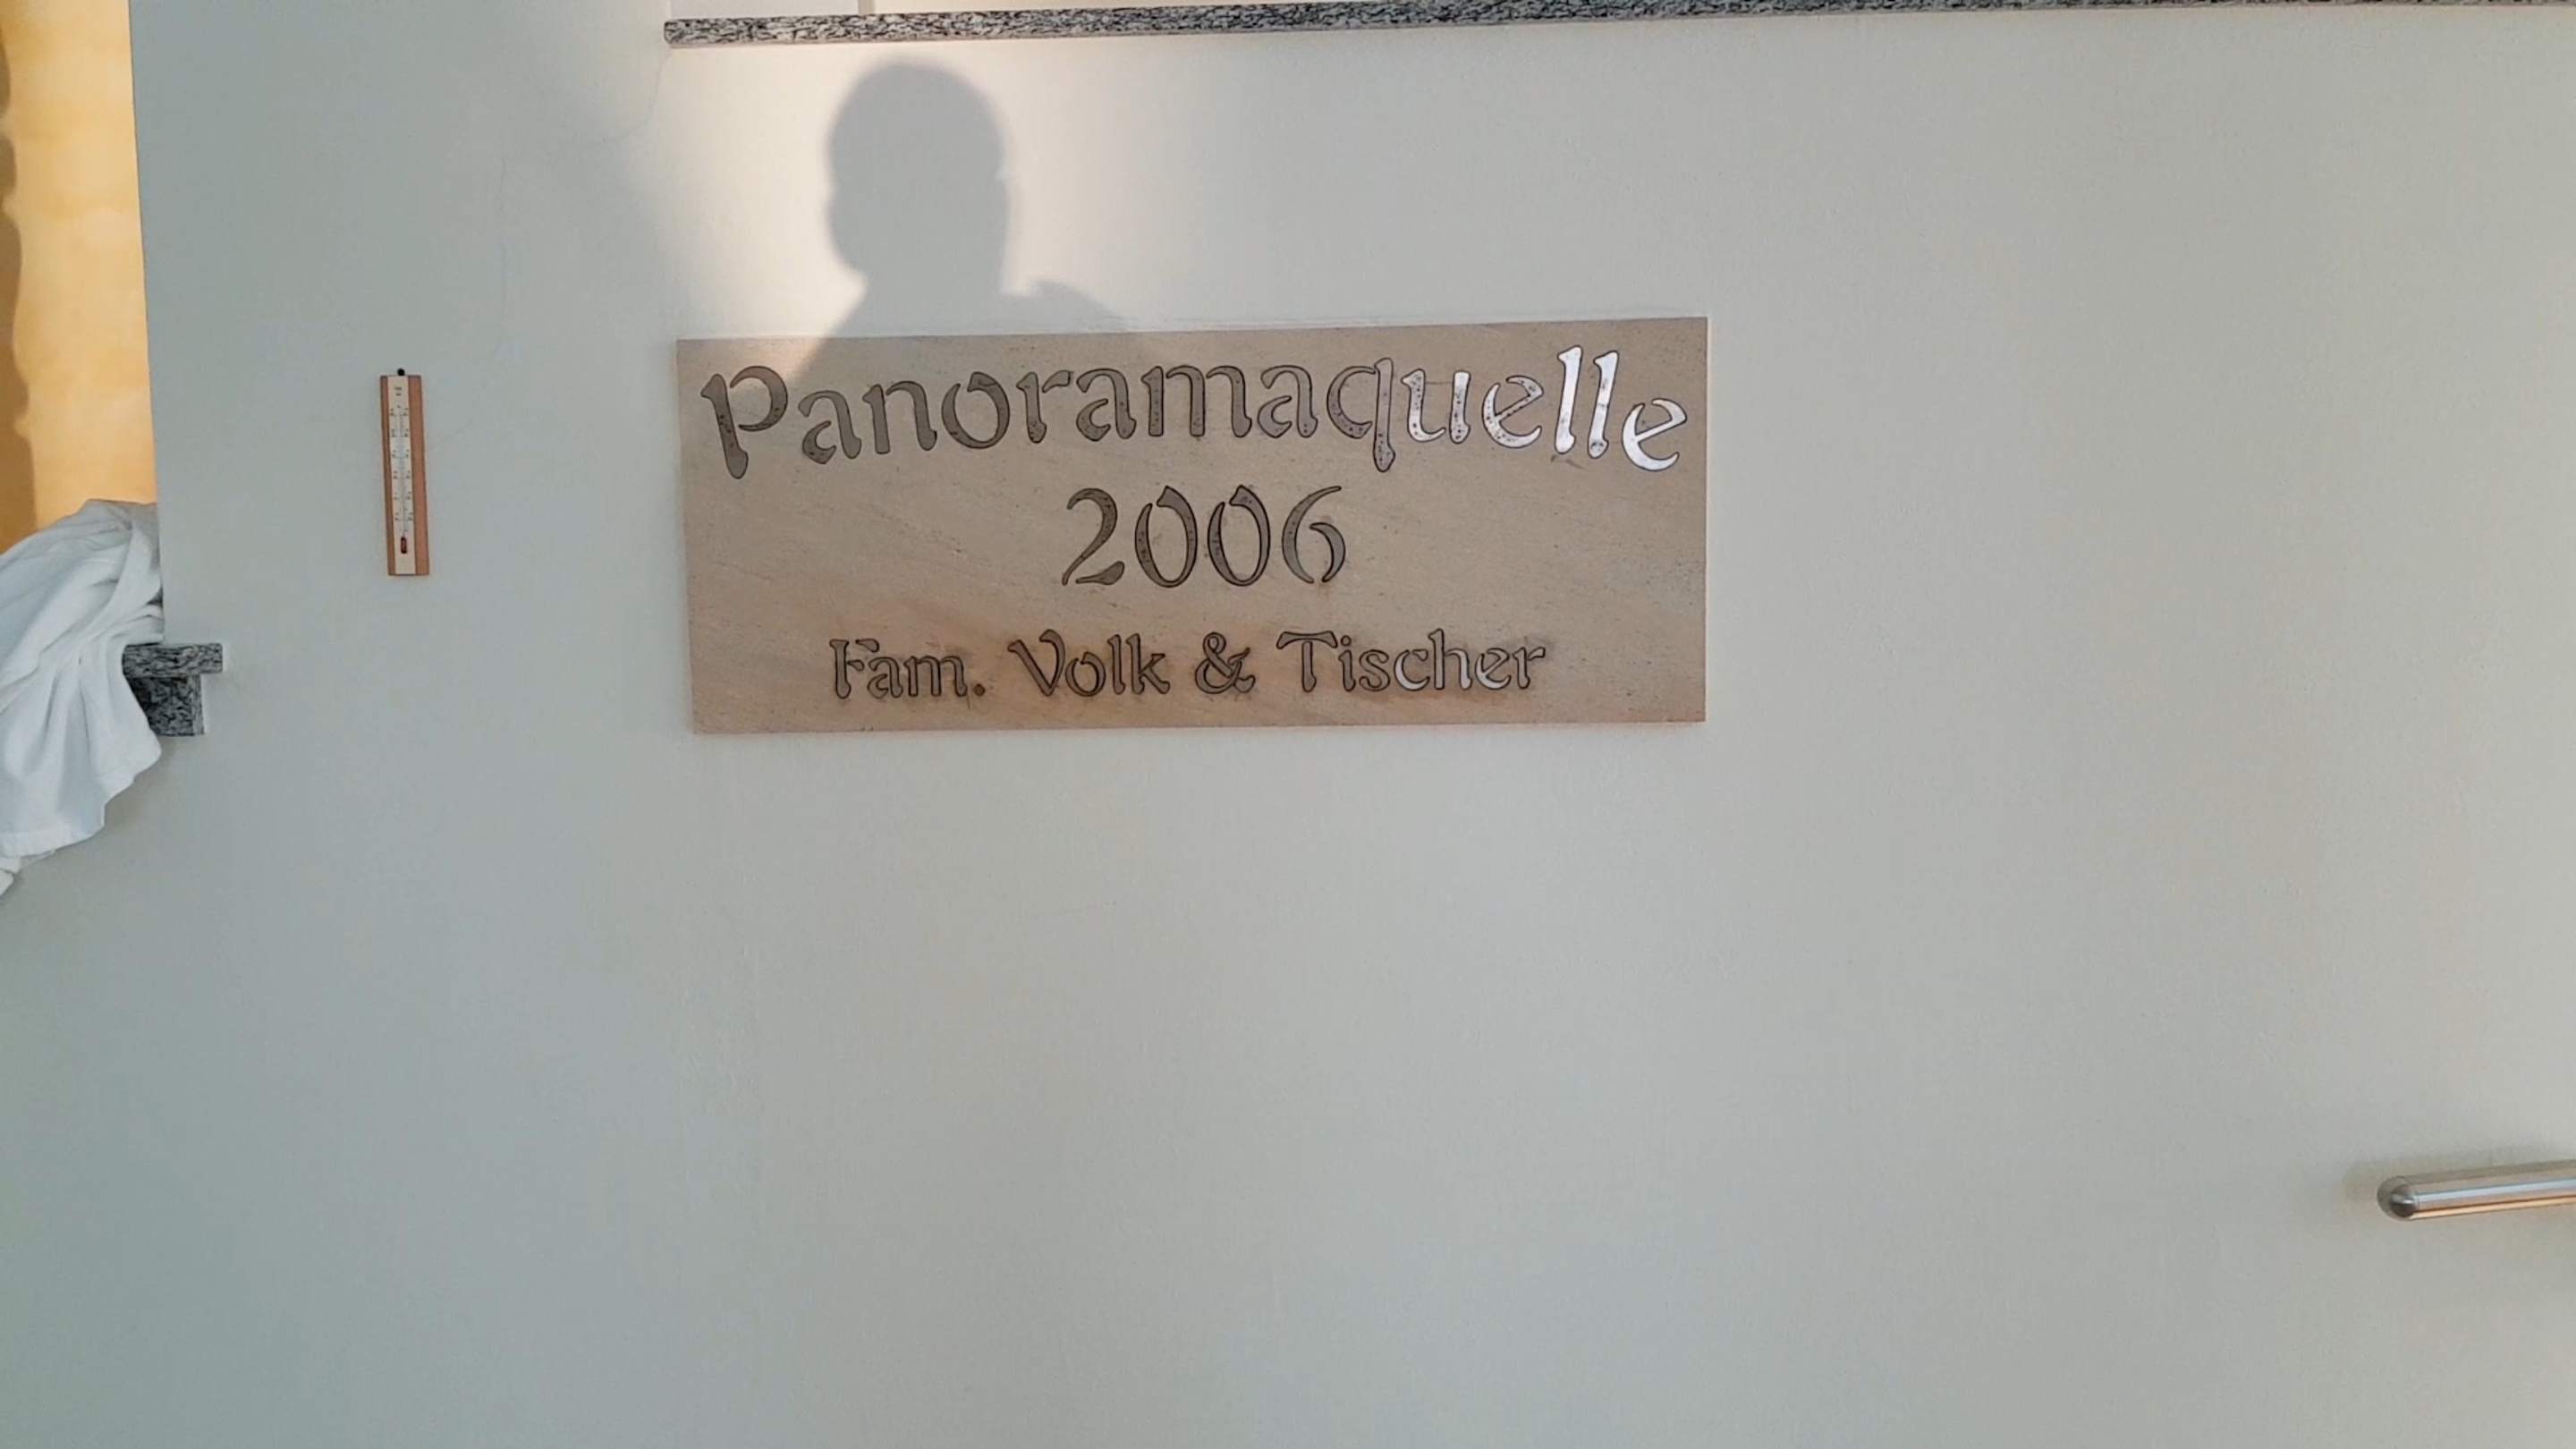 Panoramaquelle
2006
Fam. Volk & Tischer